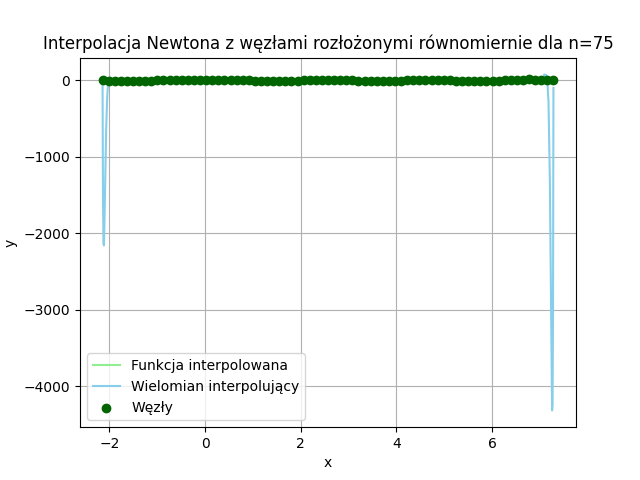 Interpolacja Newtona z węzłami rozłożonymi równomiernie dla n=75
0
−1000
−2000
−3000
−4000
y
Funkcja interpolowana
Wielomian interpolujący
Węzły
−2 0 2 4 6
x